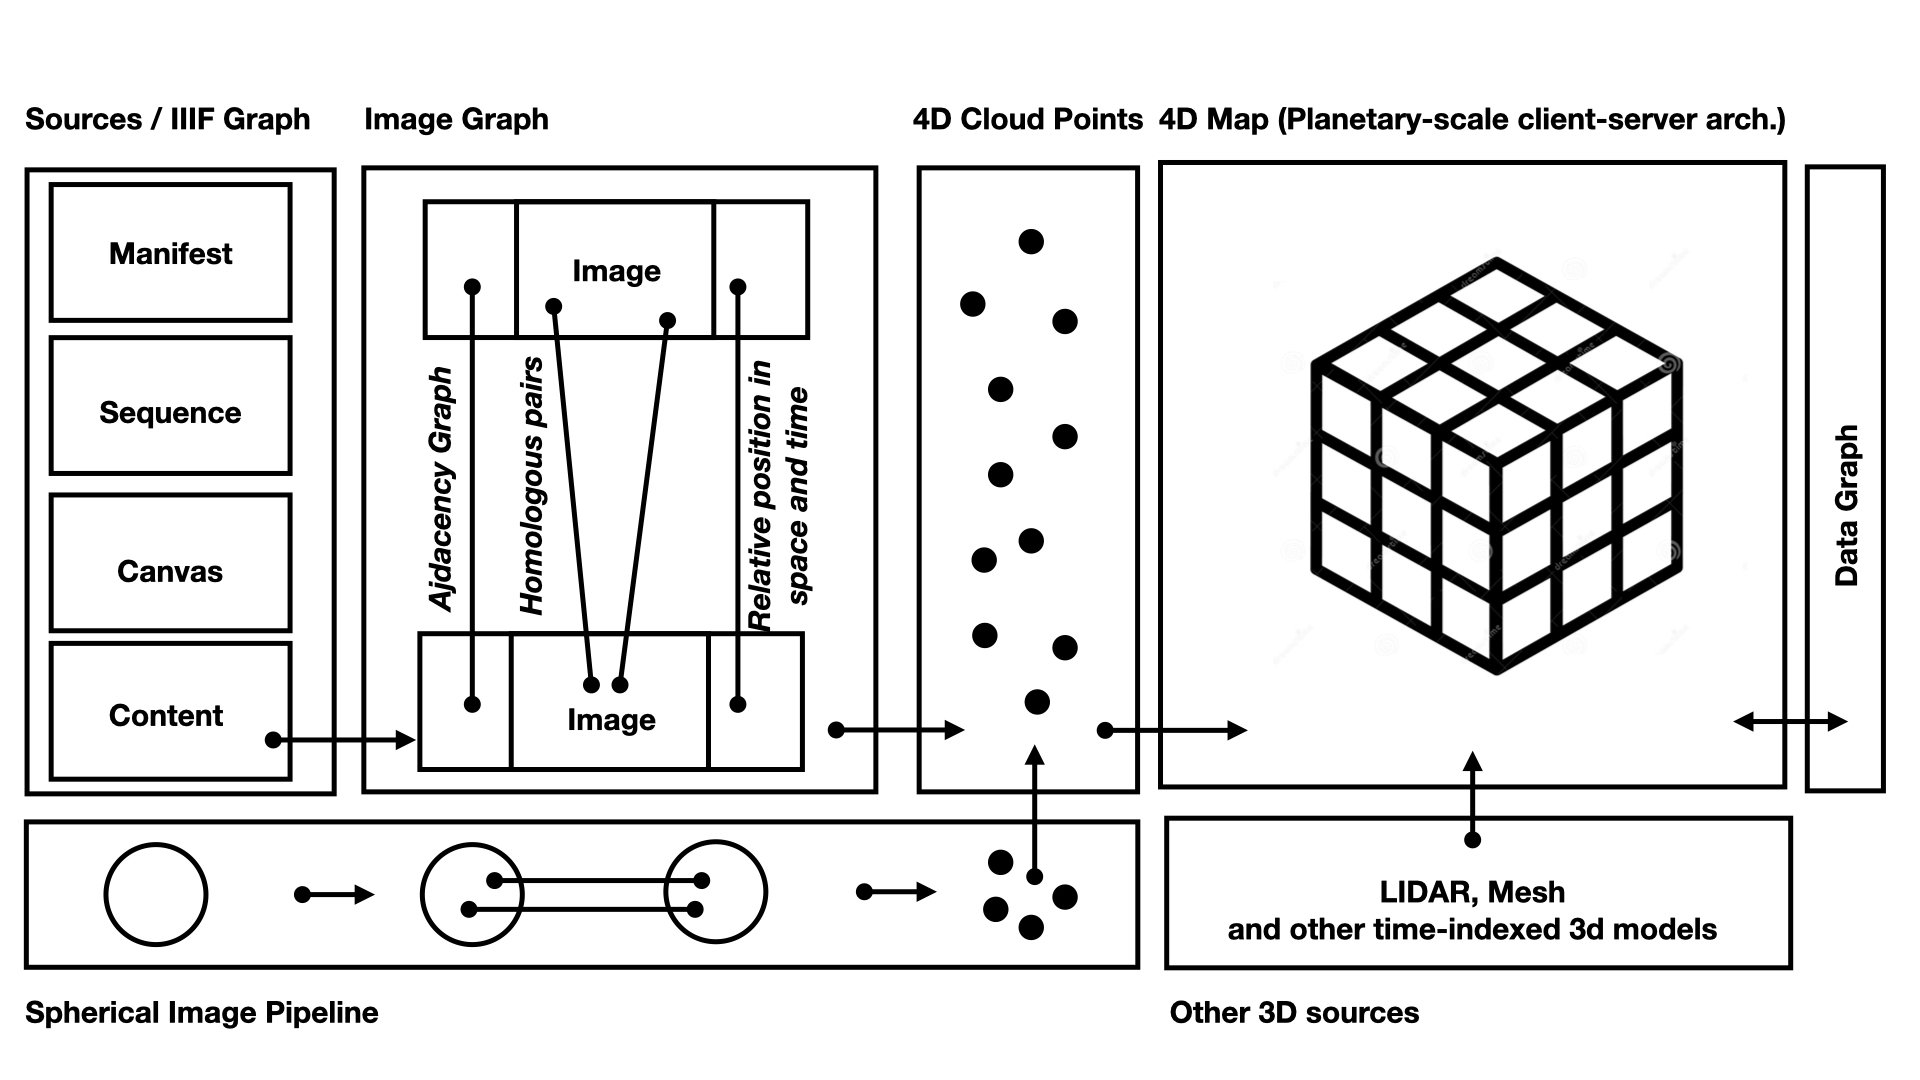 Sources / IIIF Graph
Image Graph
4D Cloud Points
4D Map (Planetary-scale client-server arch.)
Manifest
Sequence
Canvas
Content
Image
Ajdacency Graph
Homologous pairs
Relative position in
space and time
Image
Data Graph
LIDAR, Mesh
and other time-indexed 3d models
Spherical Image Pipeline
Other 3D sources